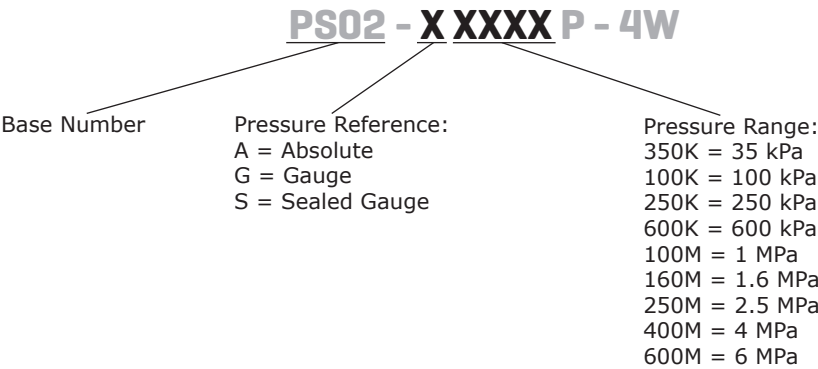 PS02 - X XXXX P - 4W
Base Number
Pressure Reference:
A = Absolute
G = Gauge
S = Sealed Gauge
Pressure Range:
350K = 35 kPa
100K = 100 kPa
250K = 250 kPa
600K = 600 kPa
100M = 1 MPa
160M = 1.6 MPa
250M = 2.5 MPa
400M = 4 MPa
600M = 6 MPa